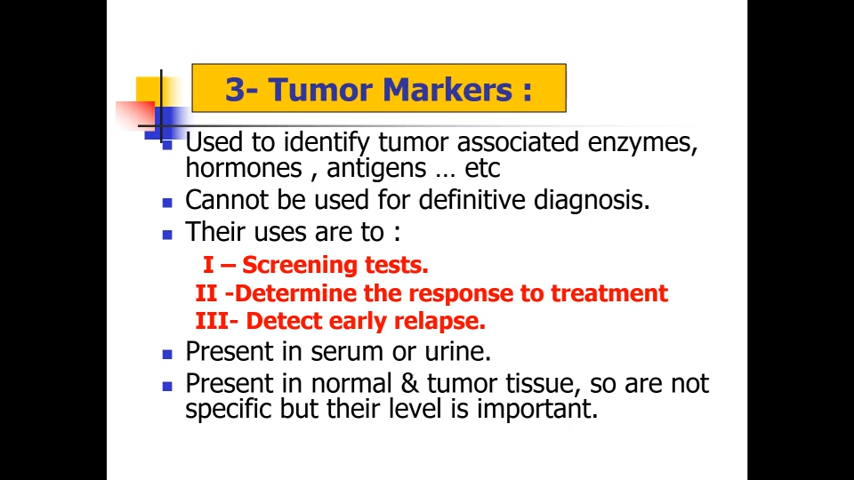 3- Tumor Markers :
Used to identify tumor associated enzymes,
hormones , antigens ... etc
Cannot be used for definitive diagnosis.
Their uses are to :
I – Screening tests.
II -Determine the response to treatment
III- Detect early relapse.
Present in serum or urine.
Present in normal & tumor tissue, so are not
specific but their level is important.